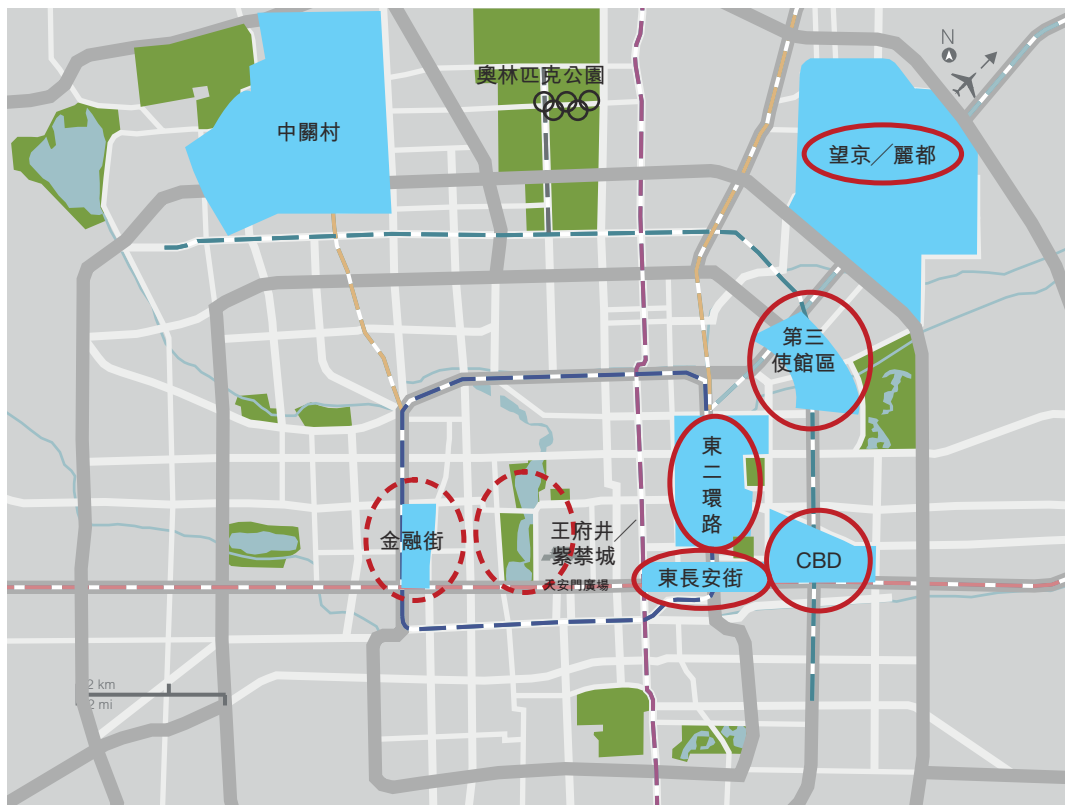 N
奧林匹克公園
中關村
望京／麗都
第三
使館區
東
二
環
路
金融街
王府井／
紫禁城
天安門廣場
東長安街
CBD
2 km
2 mi